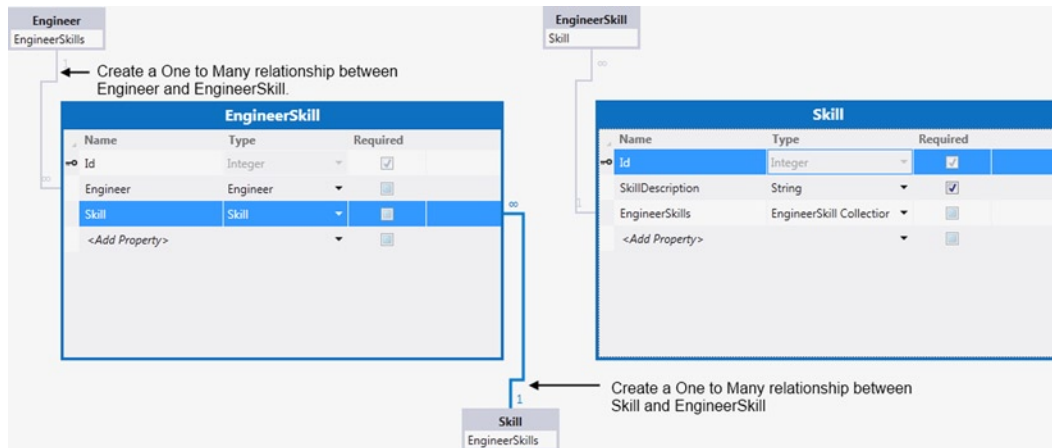 Engineer
EngineerSkills
1
Create a One to Many relationship between
Engineer and EngineerSkill.
EngineerSkill
Name Type Required
Id Integer
∞
Engineer Engineer
Skill Skill
∞
<Add Property>
1
Skill
EngineerSkills
EngineerSkill
Skill
∞
Skill
Name Type Required
Id Integer
SkillDescription String
1
EngineerSkills EngineerSkill Collection
<Add Property>
Create a One to Many relationship between
Skill and EngineerSkill